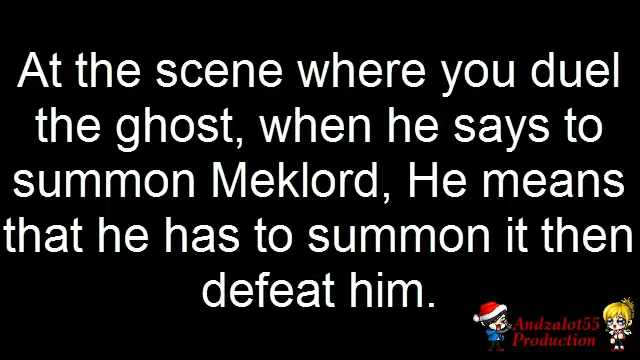 At the scene where you duel
the ghost, when he says to
summon Meklord, He means
that he has to summon it then
defeat him.
Andzalot55
Production